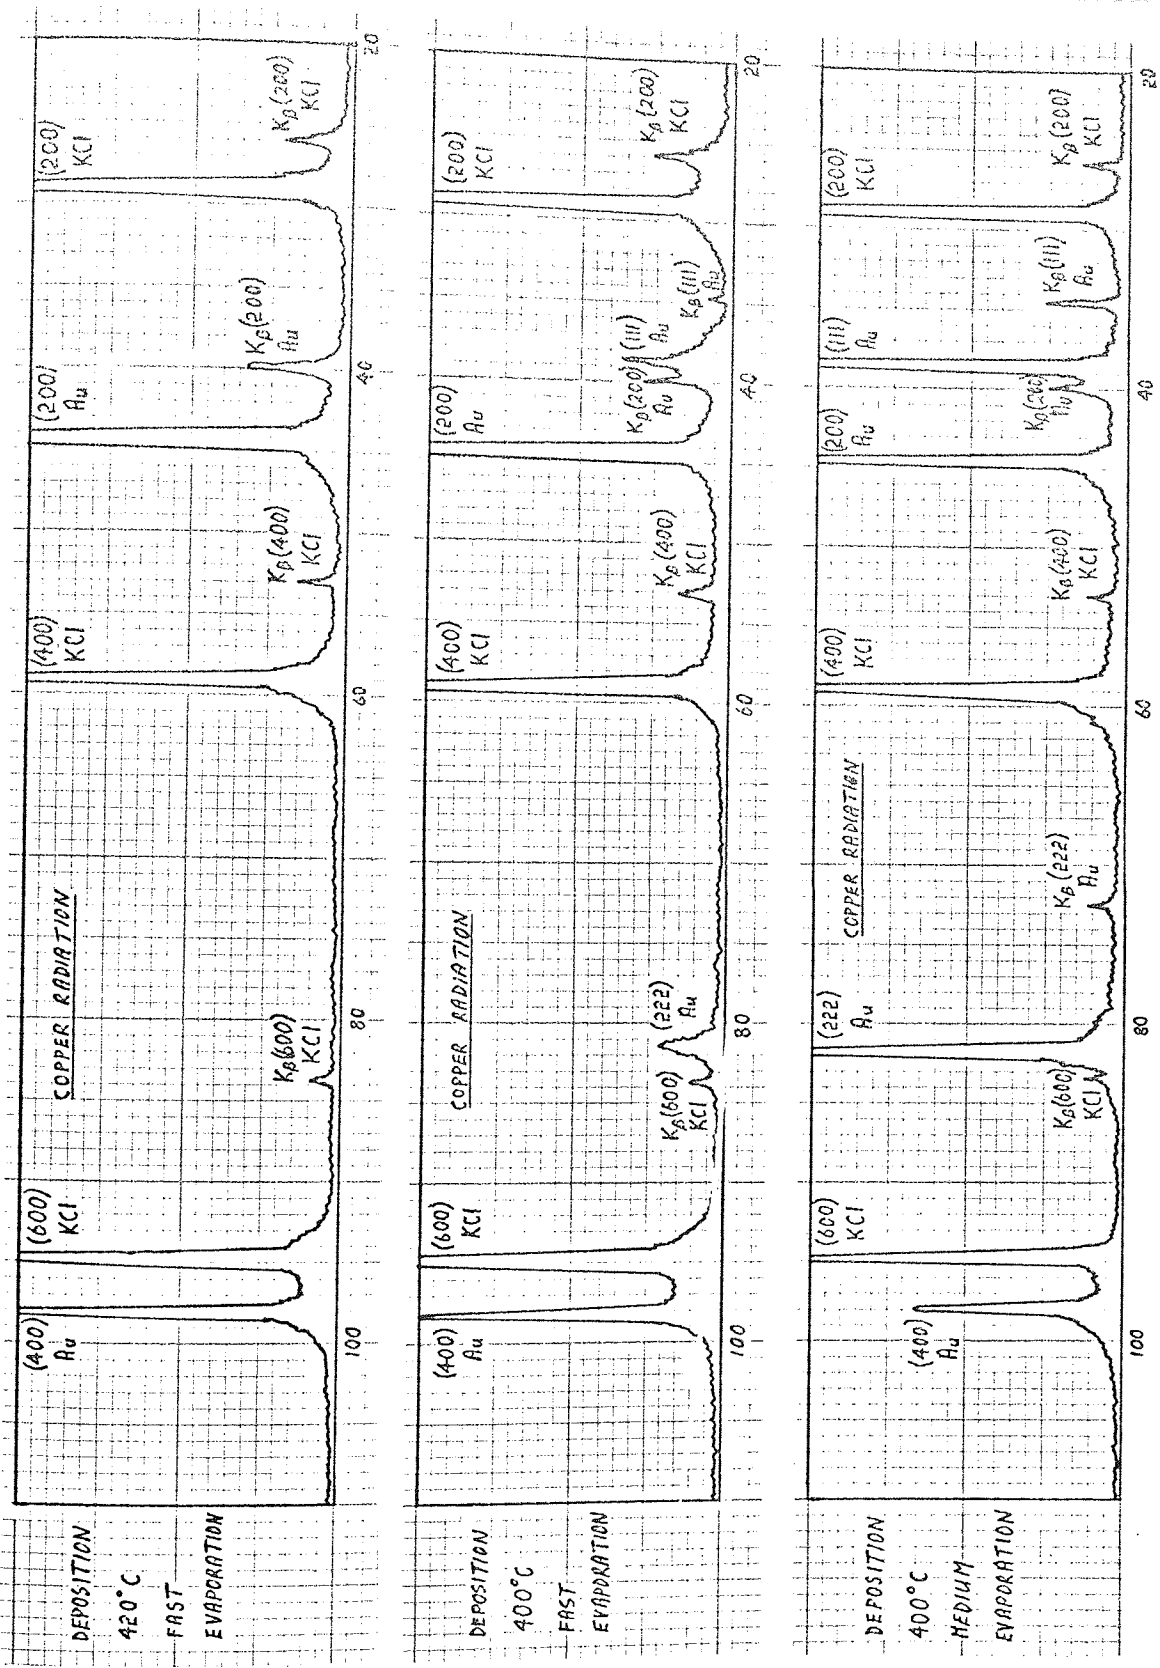 DEPOSITION
420°C
FAST
EVAPORATION
COPPER RADIATION
(400)
Au
(600)
KCl
Kβ(600)
KCl
(400)
KCl
Kβ(400)
KCl
(200)
Au
Kβ(200)
Au
(200)
KCl
Kβ(200)
KCl
100
80
60
40
20
DEPOSITION
400°C
FAST
EVAPORATION
COPPER RADIATION
(400)
Au
(600)
KCl
Kβ(600)
KCl
(222)
Au
(400)
KCl
Kβ(400)
KCl
(200)
Au
Kβ(200)
Au
(111)
Au
Kβ(111)
Au
(200)
KCl
Kβ(200)
KCl
100
80
60
40
20
DEPOSITION
400°C
MEDIUM
EVAPORATION
COPPER RADIATION
(400)
Au
(600)
KCl
Kβ(600)
KCl
(222)
Au
Kβ(222)
Au
(400)
KCl
Kβ(400)
KCl
(200)
Au
Kβ(200)
Au
(111)
Au
Kβ(111)
Au
(200)
KCl
Kβ(200)
KCl
100
80
60
40
20